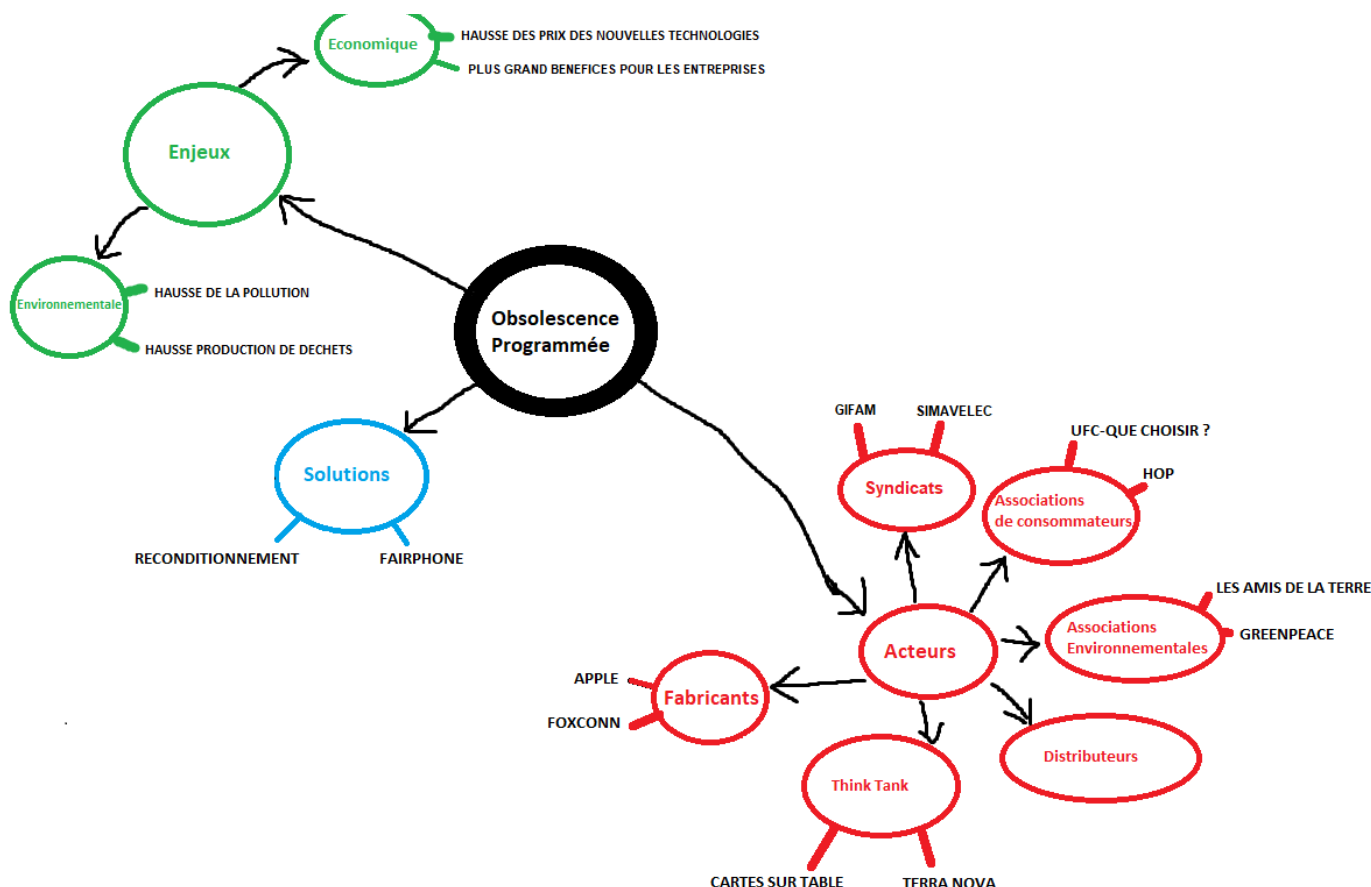 Economique
HAUSSE DES PRIX DES NOUVELLES TECHNOLOGIES
PLUS GRAND BENEFICES POUR LES ENTREPRISES
Enjeux
Environnementale
HAUSSE DE LA POLLUTION
HAUSSE PRODUCTION DE DECHETS
Obsolescence
Programmée
Solutions
RECONDITIONNEMENT
FAIRPHONE
GIFAM
SIMAVELEC
Syndicats
UFC-QUE CHOISIR ?
HOP
Associations
de consommateurs
LES AMIS DE LA TERRE
GREENPEACE
Associations
Environnementales
Acteurs
APPLE
FOXCONN
Fabricants
Distributeurs
Think Tank
CARTES SUR TABLE
TERRA NOVA